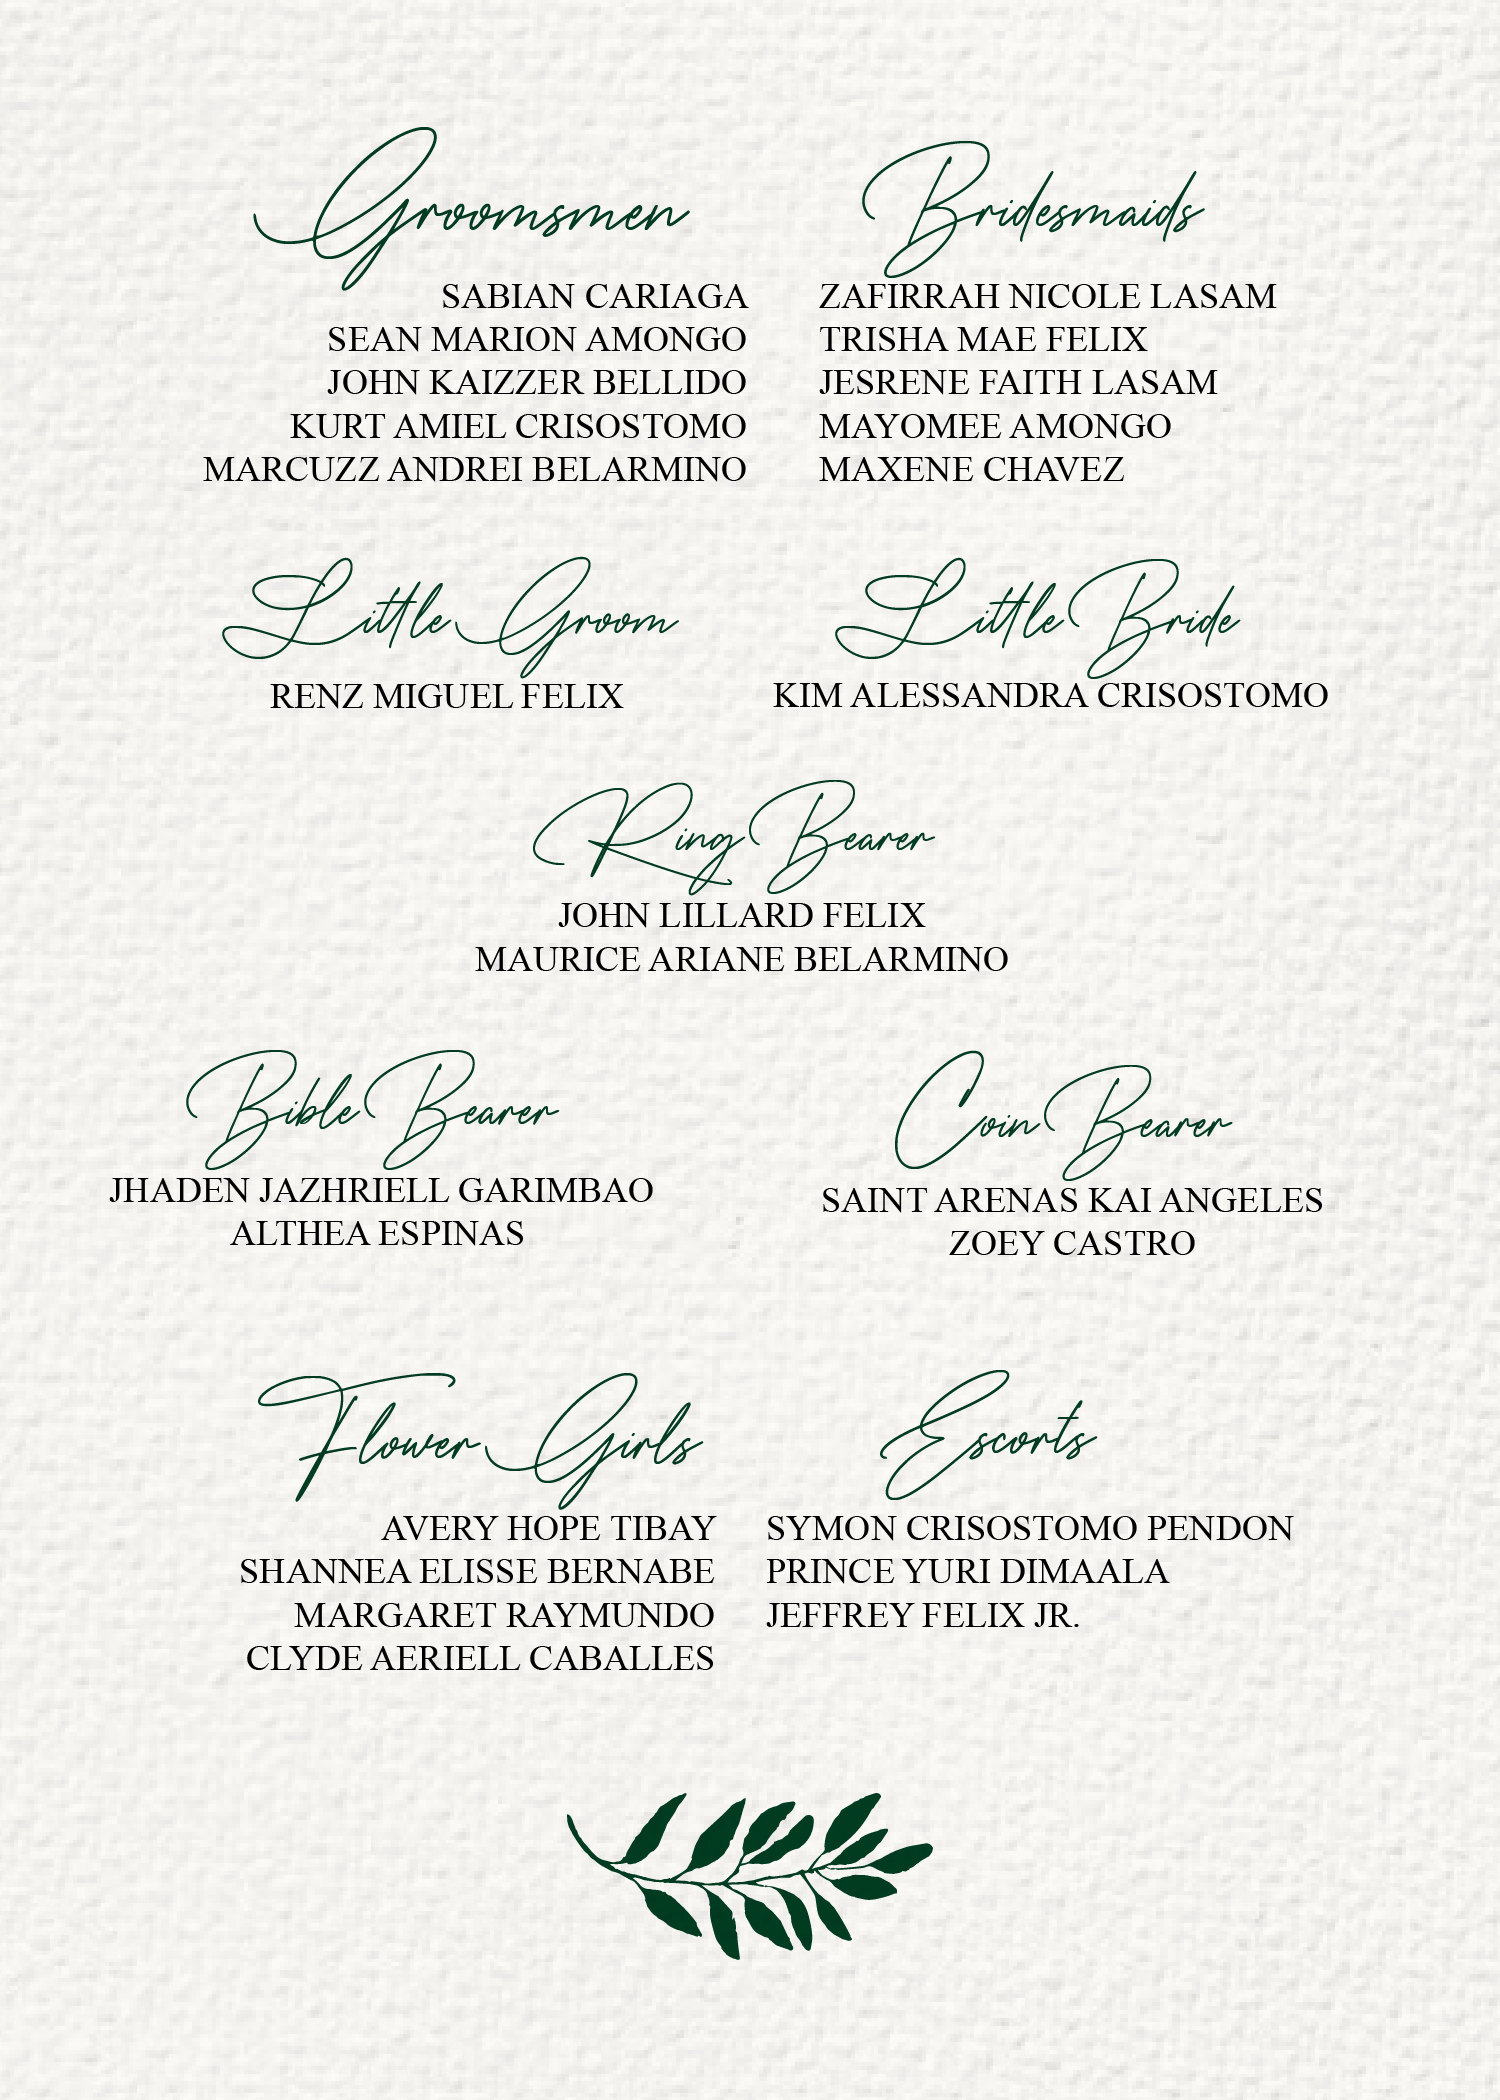 Groomsmen
SABIAN CARIAGA
SEAN MARION AMONGO
JOHN KAIZZER BELLIDO
KURT AMIEL CRISOSTOMO
MARCUZZ ANDREI BELARMINO
Bridesmaids
ZAFIRRAH NICOLE LASAM
TRISHA MAE FELIX
JESRENE FAITH LASAM
MAYOMEE AMONGO
MAXENE CHAVEZ
Little Groom
RENZ MIGUEL FELIX
Little Bride
KIM ALESSANDRA CRISOSTOMO
Ring Bearer
JOHN LILLARD FELIX
MAURICE ARIANE BELARMINO
Bible Bearer
JHADEN JAZHRIELL GARIMBAO
ALTHEA ESPINAS
Coin Bearer
SAINT ARENAS KAI ANGELES
ZOEY CASTRO
Flower Girls
AVERY HOPE TIBAY
SHANNEA ELISSE BERNABE
MARGARET RAYMUNDO
CLYDE AERIELL CABALLES
Escorts
SYMON CRISOSTOMO PENDON
PRINCE YURI DIMAALA
JEFFREY FELIX JR.